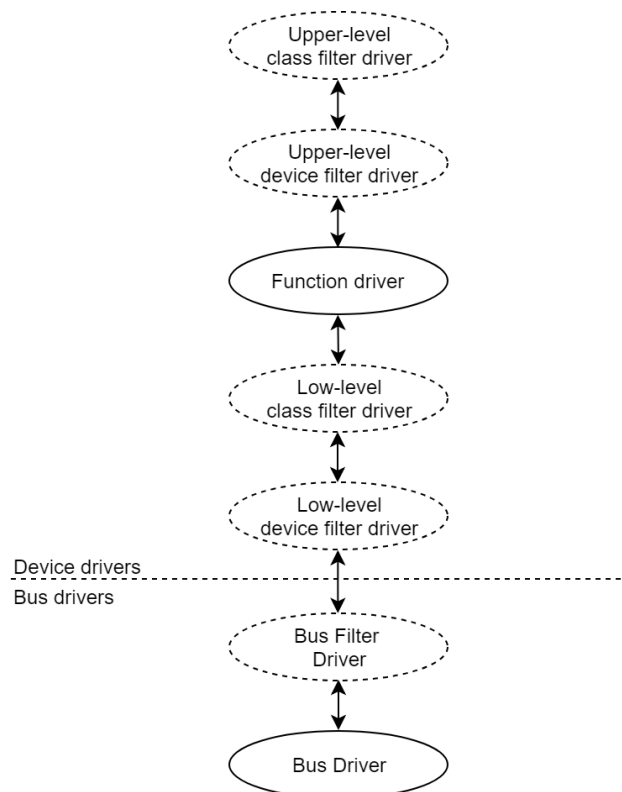 Upper-level
class filter driver
Upper-level
device filter driver
Function driver
Low-level
class filter driver
Low-level
device filter driver
Device drivers
Bus drivers
Bus Filter
Driver
Bus Driver